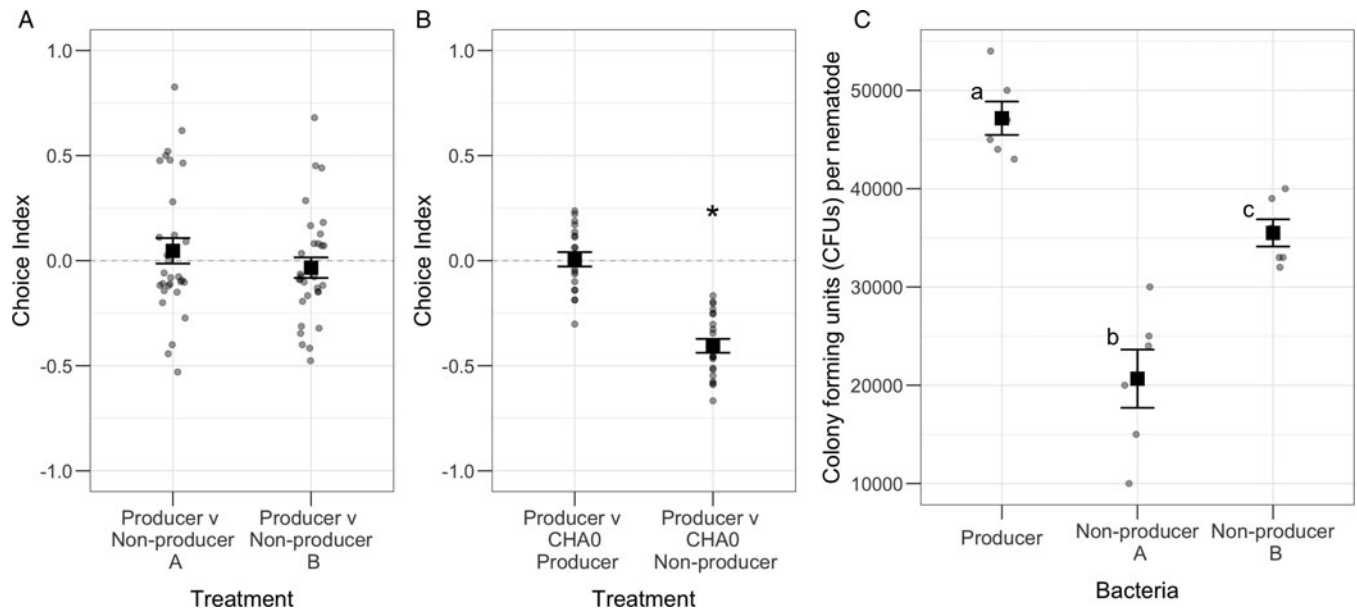 A
Choice Index
1.0
0.5
0.0
-0.5
-1.0
Producer v
Non-producer
A
Producer v
Non-producer
B
Treatment
B
Choice Index
1.0
0.5
0.0
-0.5
-1.0
*
Producer v
CHA0
Producer
Producer v
CHA0
Non-producer
Treatment
C
Colony forming units (CFUs) per nematode
50000
40000
30000
20000
10000
a
b
c
Producer
Non-producer
A
Non-producer
B
Bacteria